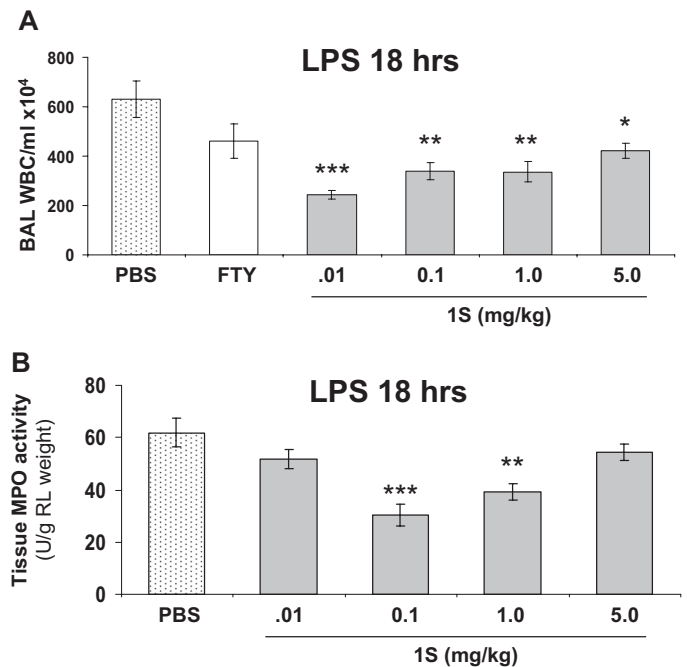 A
LPS 18 hrs
BAL WBC/ml x10⁴
800
600
400
200
0
***
**
**
*
PBS FTY .01 0.1 1.0 5.0
1S (mg/kg)
B
LPS 18 hrs
Tissue MPO activity
(U/g RL weight)
80
60
40
20
0
***
**
PBS .01 0.1 1.0 5.0
1S (mg/kg)